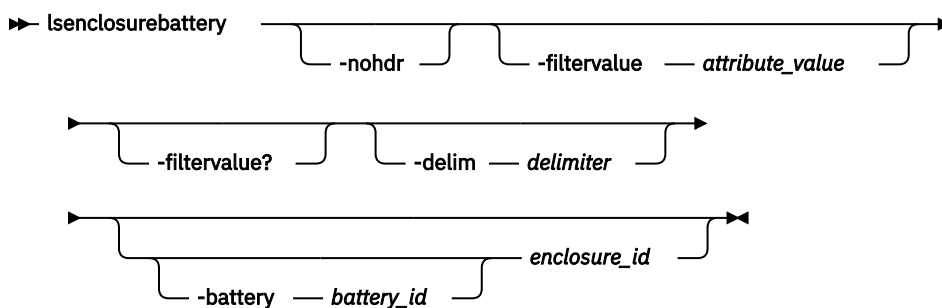 lsenclosurebattery
-nohdr
-filtervalue attribute_value
-filtervalue?
-delim delimiter
enclosure_id
-battery battery_id